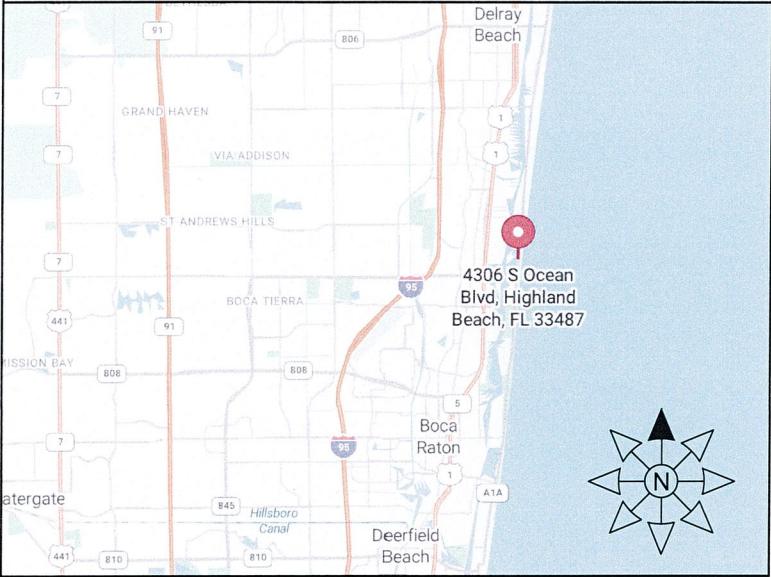 Delray
Beach
91
806
7
GRAND HAVEN
1
7
VIA ADDISON
1
ST ANDREWS HILLS
7
4306 S Ocean
Blvd, Highland
Beach, FL 33487
95
BOCA TIERRA
441
91
MISSION BAY
808
808
5
Boca
Raton
7
95
1
N
A1A
atergate
845
Hillsboro
Canal
Deerfield
Beach
441
810
810